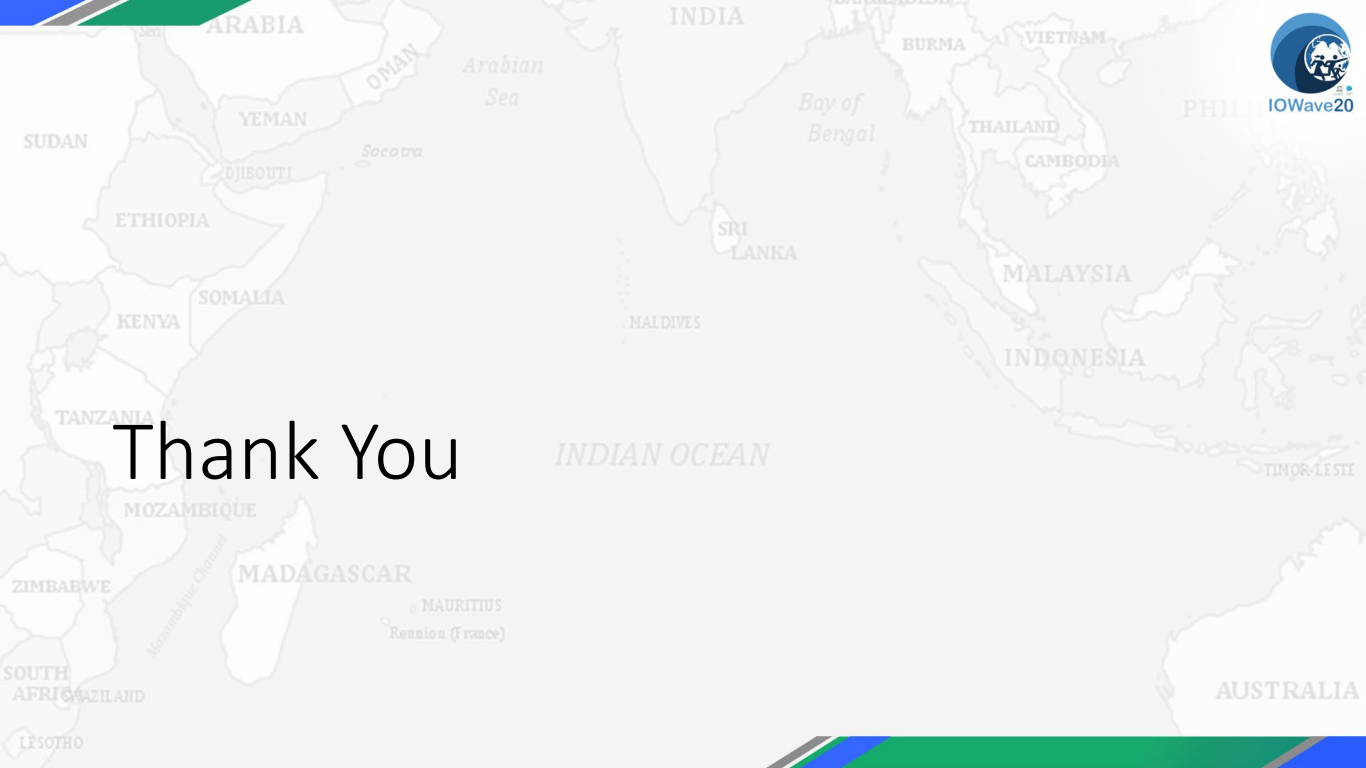 INDIA
ARABIA
OMAN
BURMA
VIETNAM
Arabian
Sea
Bay of
Bengal
IOWave20
YEMAN
SUDAN
THAILAND
Socotra
CAMBODIA
DJIBOUTI
ETHIOPIA
SRI
LANKA
MALAYSIA
SOMALIA
KENYA
MALDIVES
INDONESIA
TANZANIA
Thank You
INDIAN OCEAN
TIMOR-LESTE
MOZAMBIQUE
Mozambique Channel
MADAGASCAR
ZIMBABWE
MAURITIUS
Reunion (France)
SOUTH
AFRICA
SWAZILAND
AUSTRALIA
LESOTHO